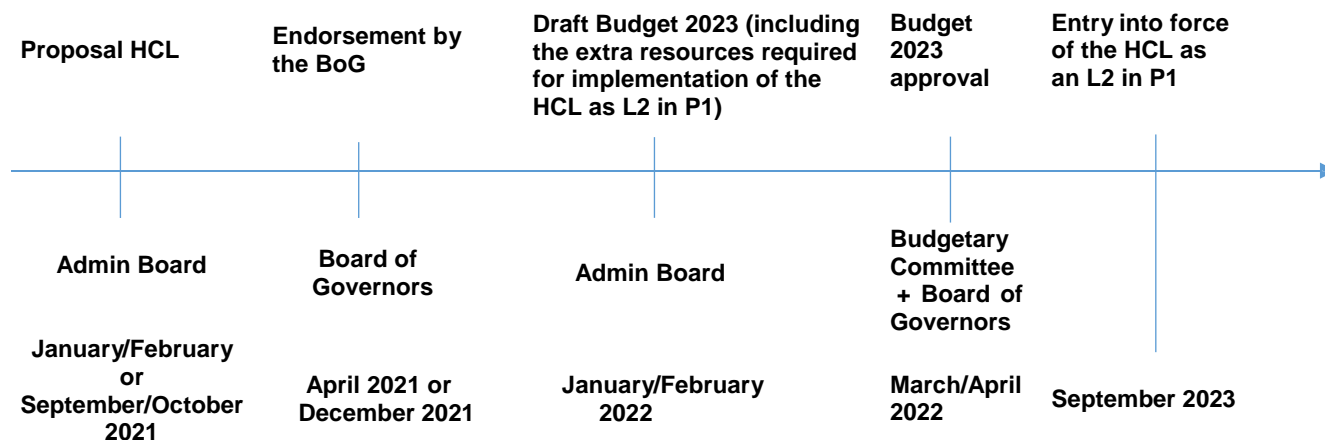 Proposal HCL
Endorsement by
the BoG
Draft Budget 2023 (including
the extra resources required
for implementation of the
HCL as L2 in P1)
Budget
2023
approval
Entry into force
of the HCL as
an L2 in P1
Admin Board
Board of
Governors
Admin Board
Budgetary
Committee
+ Board of
Governors
January/February
or
September/October
2021
April 2021 or
December 2021
January/February
2022
March/April
2022
September 2023